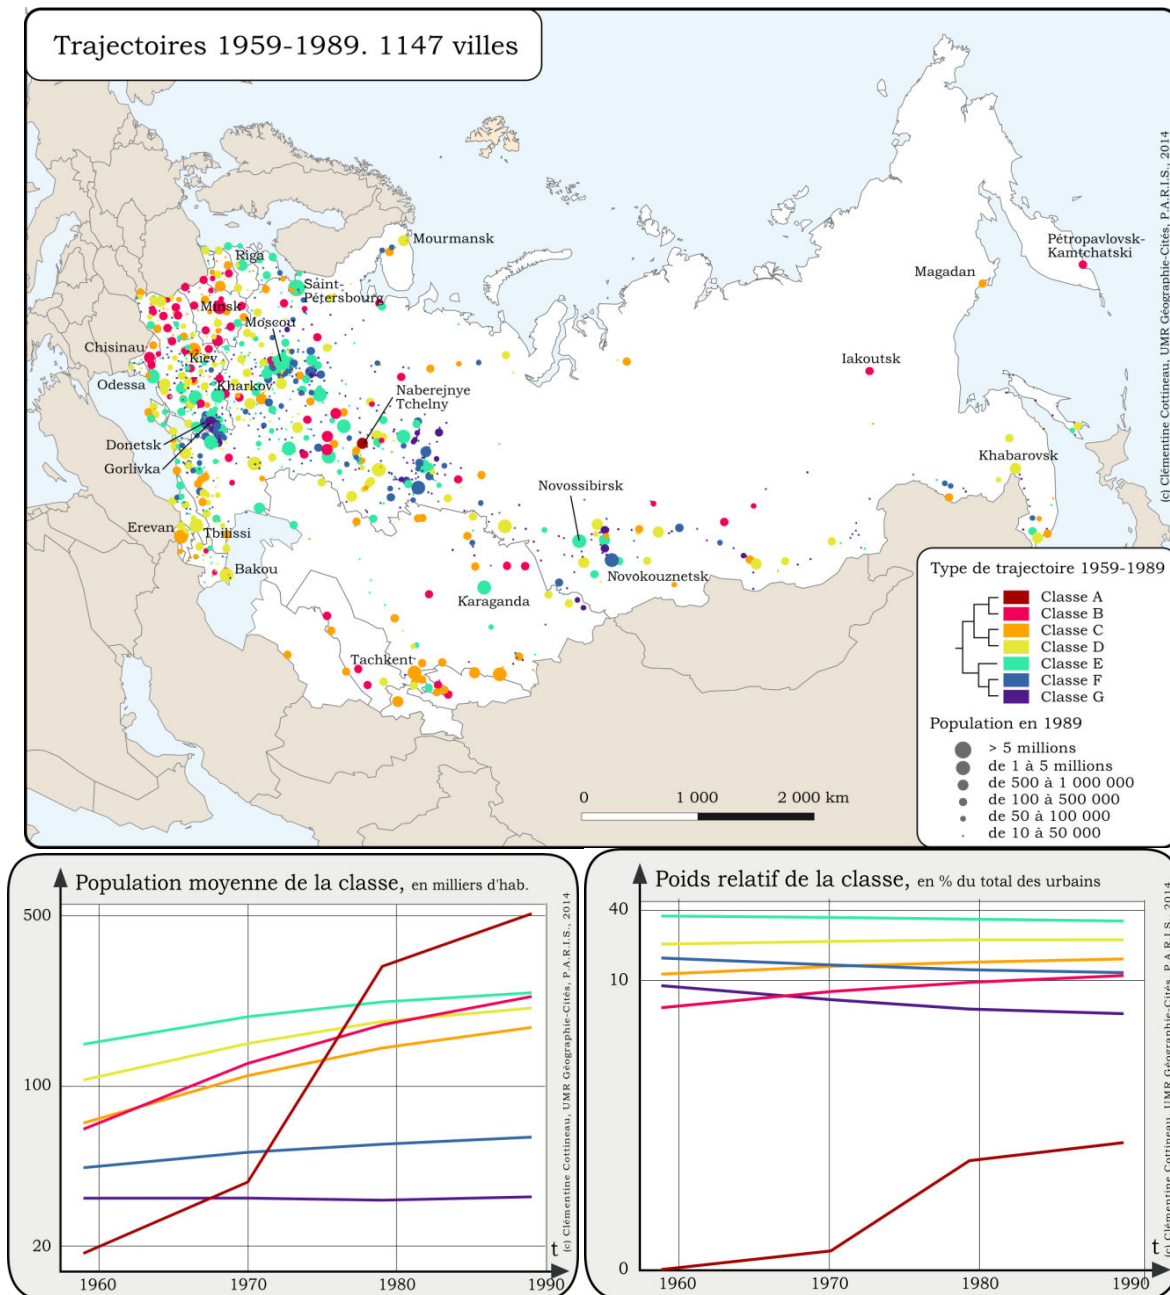 Trajectoires 1959-1989. 1147 villes
Mourmansk
Pétropavlovsk-
Kamtchatski
Magadan
Riga
Saint-
Pétersbourg
Minsk
Moscou
Chisinau
Kiev
Iakoutsk
Odessa
Kharkov
Naberejnye
Tchelny
Donetsk
Gorlivka
Khabarovsk
Novossibirsk
Erevan
Tbilissi
Bakou
Novokouznetsk
Karaganda
Tachkent
(c) Clémentine Cottineau, UMR Géographie-Cités, P.A.R.I.S., 2014
Type de trajectoire 1959-1989
Classe A
Classe B
Classe C
Classe D
Classe E
Classe F
Classe G
Population en 1989
> 5 millions
de 1 à 5 millions
de 500 à 1 000 000
de 100 à 500 000
de 50 à 100 000
de 10 à 50 000
0 1 000 2 000 km
Population moyenne de la classe, en milliers d'hab.
500
100
20
1960 1970 1980 1990
t
(c) Clémentine Cottineau, UMR Géographie-Cités, P.A.R.I.S., 2014
Poids relatif de la classe, en % du total des urbains
40
10
0
1960 1970 1980 1990
t
(c) Clémentine Cottineau, UMR Géographie-Cités, P.A.R.I.S., 2014